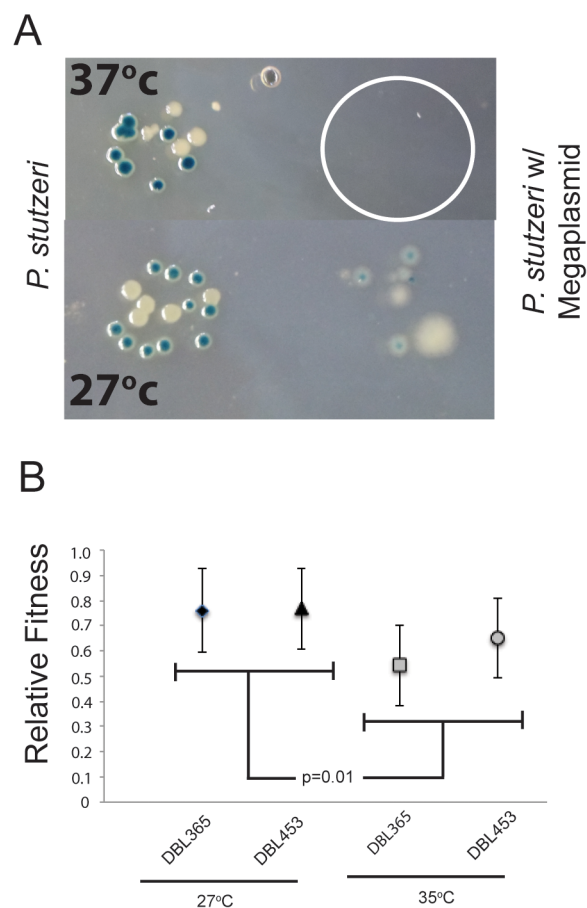 A
37°c
P. stutzeri
P. stutzeri w/
Megaplasmid
27°c
B
Relative Fitness
1.0
0.9
0.8
0.7
0.6
0.5
0.4
0.3
0.2
0.1
0
p=0.01
DBL365
DBL453
DBL365
DBL453
27°C
35°C